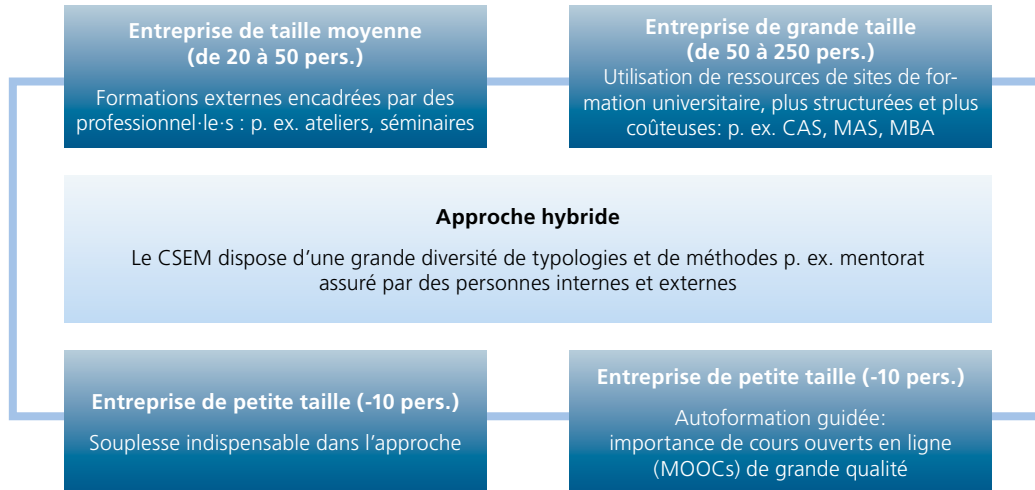 Entreprise de taille moyenne
(de 20 à 50 pers.)
Formations externes encadrées par des
professionnel·le·s : p. ex. ateliers, séminaires
Entreprise de grande taille
(de 50 à 250 pers.)
Utilisation de ressources de sites de for-
mation universitaire, plus structurées et plus
coûteuses: p. ex. CAS, MAS, MBA
Approche hybride
Le CSEM dispose d’une grande diversité de typologies et de méthodes p. ex. mentorat
assuré par des personnes internes et externes
Entreprise de petite taille (-10 pers.)
Souplesse indispensable dans l’approche
Entreprise de petite taille (-10 pers.)
Autoformation guidée:
importance de cours ouverts en ligne
(MOOCs) de grande qualité